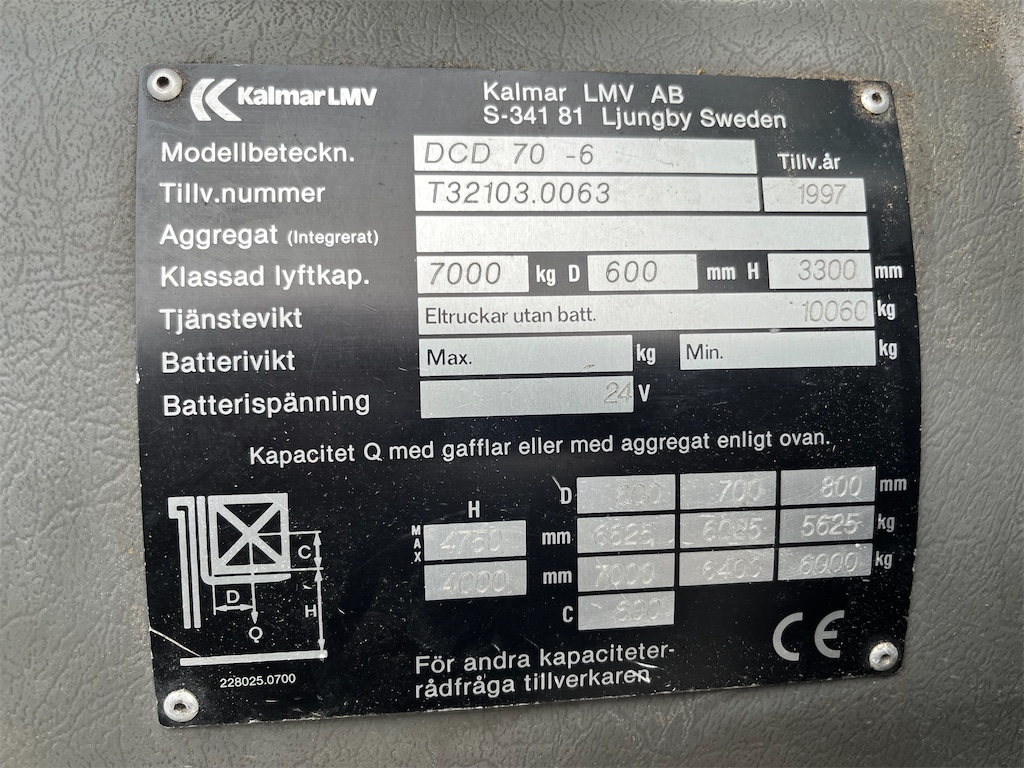 Kalmar LMV
Kalmar LMV AB
S-341 81 Ljungby Sweden
Modellbeteckn. DCD 70 -6 Tillv.år
Tillv.nummer T32103.0063 1997
Aggregat (Integrerat)
Klassad lyftkap. 7000 kg D 600 mm H 3300 mm
Tjänstevikt Eltruckar utan batt. 10060 kg
Batterivikt Max. kg Min. kg
Batterispänning 24 V
Kapacitet Q med gafflar eller med aggregat enligt ovan.
H D 600 700 800 mm
MAX 4750 mm 6525 6085 5625 kg
4000 mm 7000 6400 6000 kg
C 600
C
D
H
Q
228025.0700
För andra kapaciteter-
rådfråga tillverkaren
CE